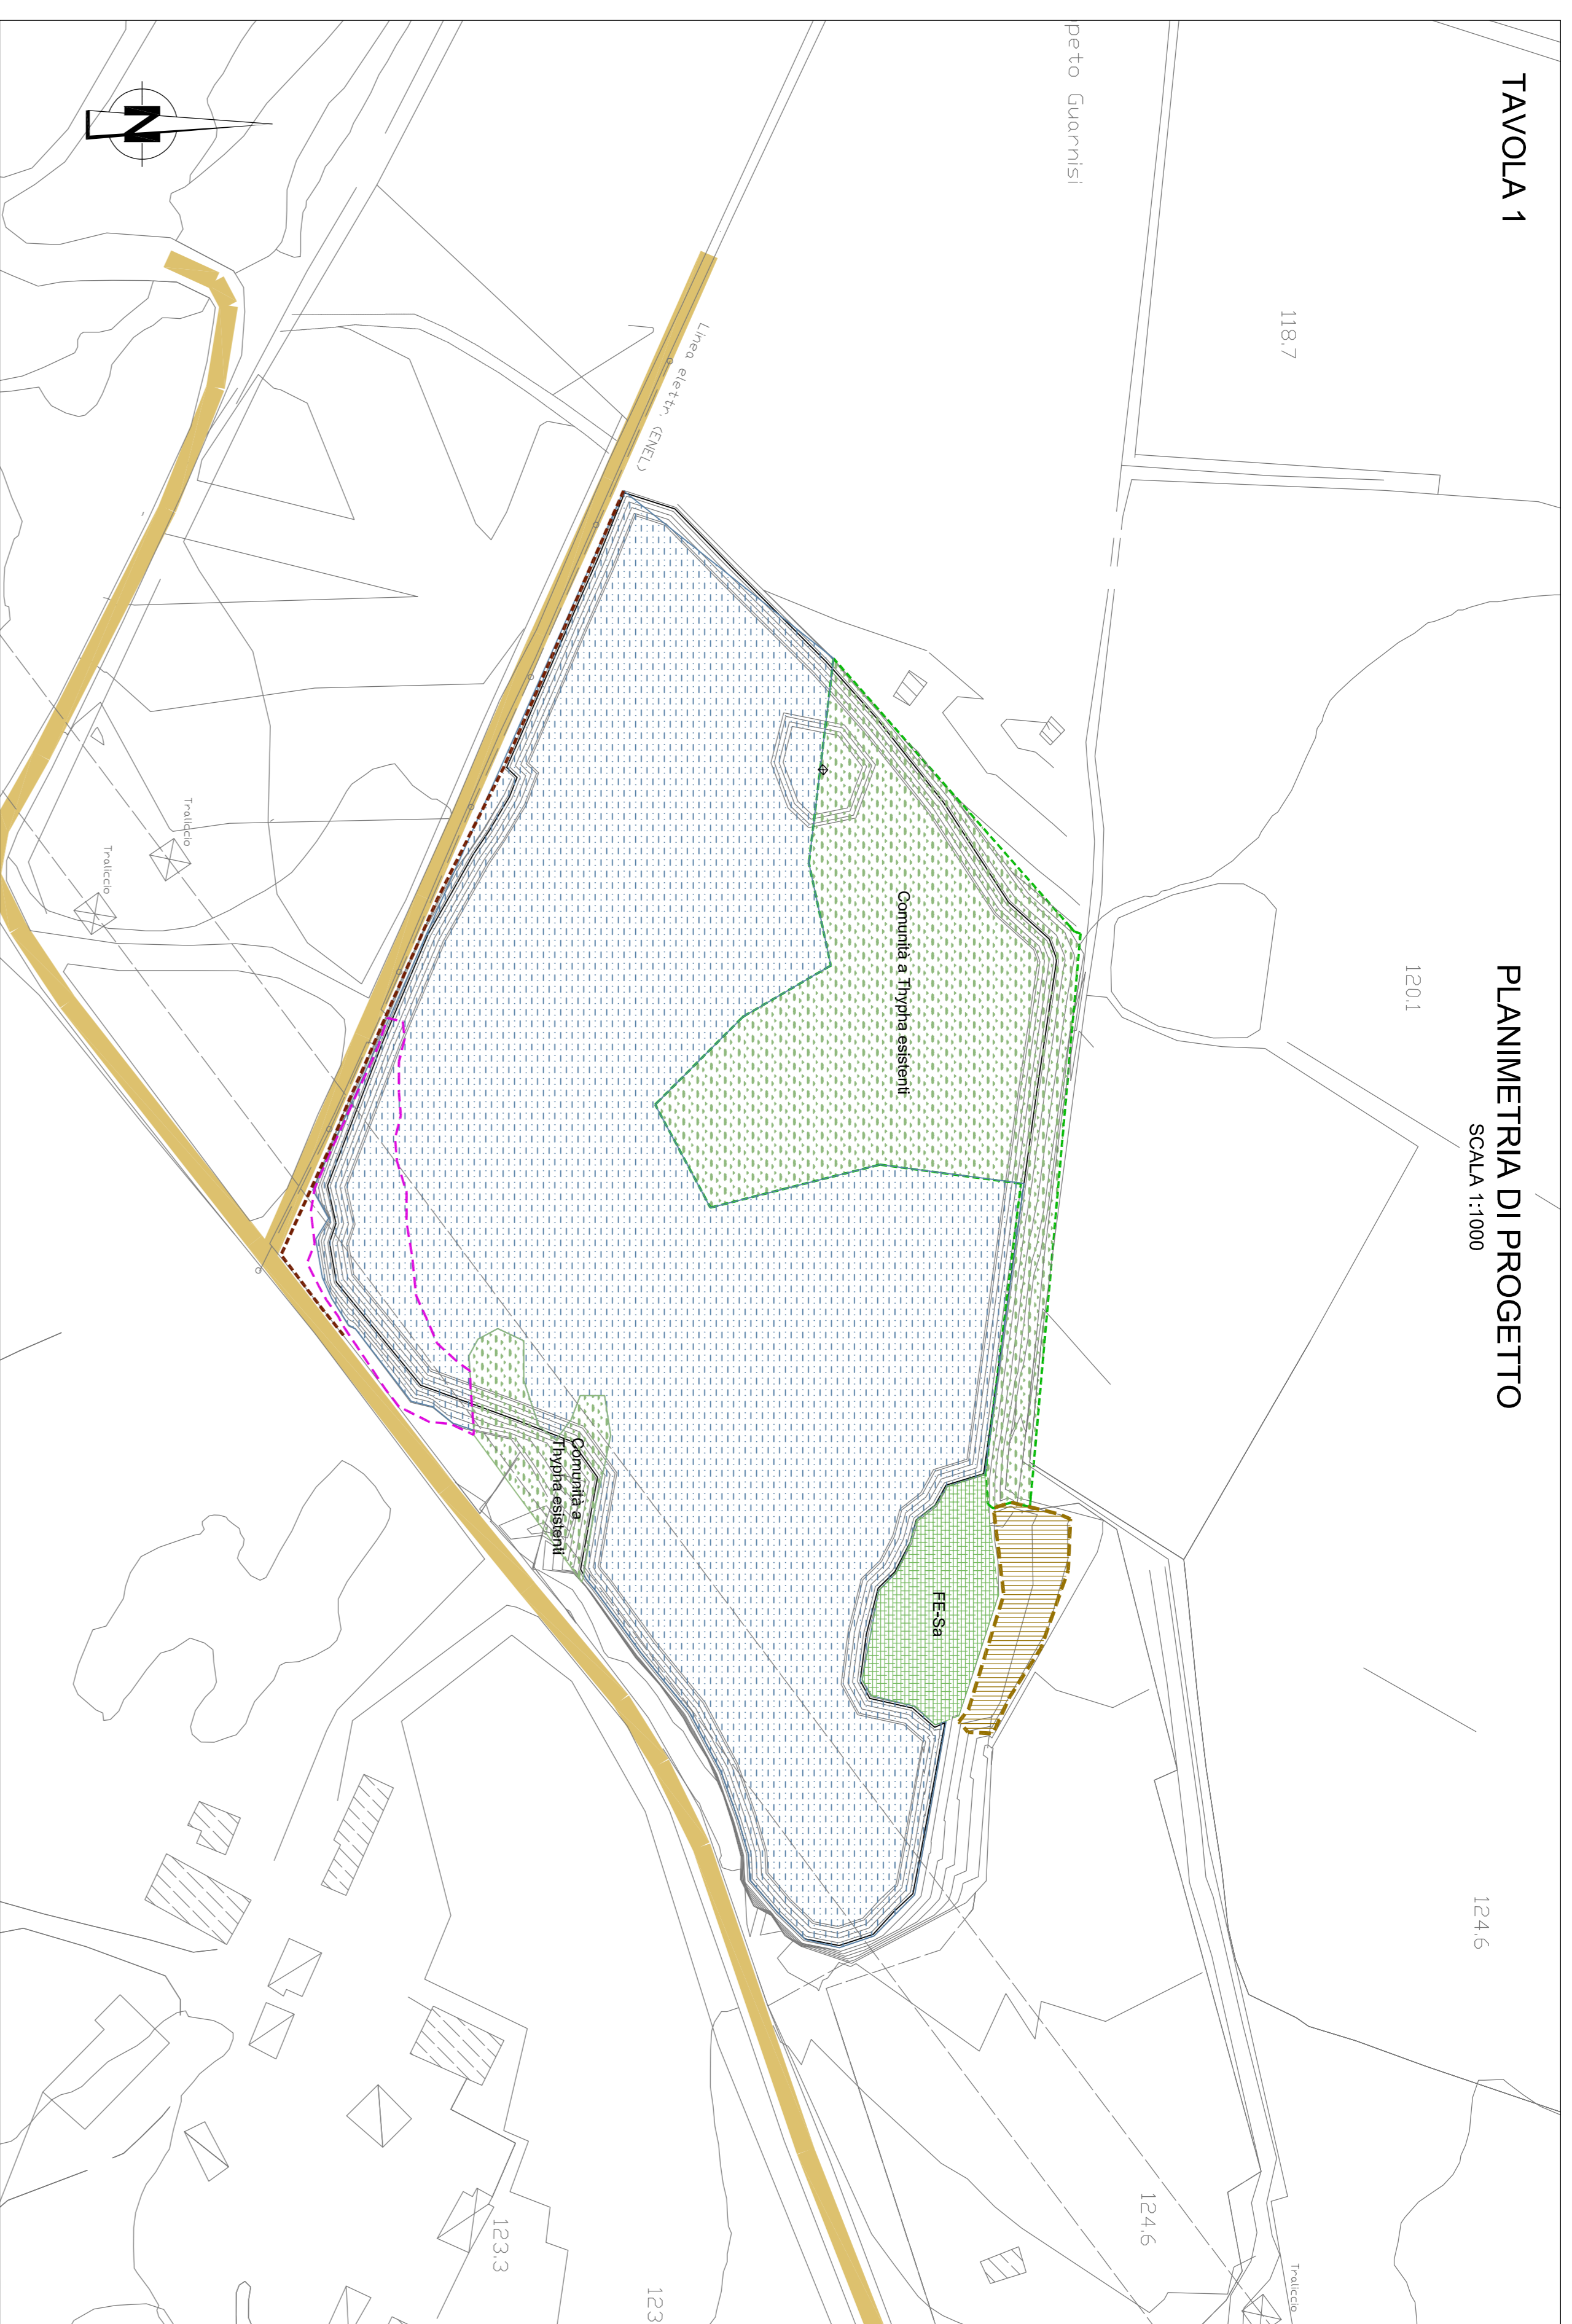 TAVOLA 1
PLANIMETRIA DI PROGETTO
SCALA 1:1000
peto Guarnisi
118.7
120.1
124.6
N
Linea elettr. (ENEL)
Comunità a Thypha esistenti
Comunità a
Thypha esistenti
FE-Sa
Traliccio
Traliccio
124.6
Traliccio
123.3
123